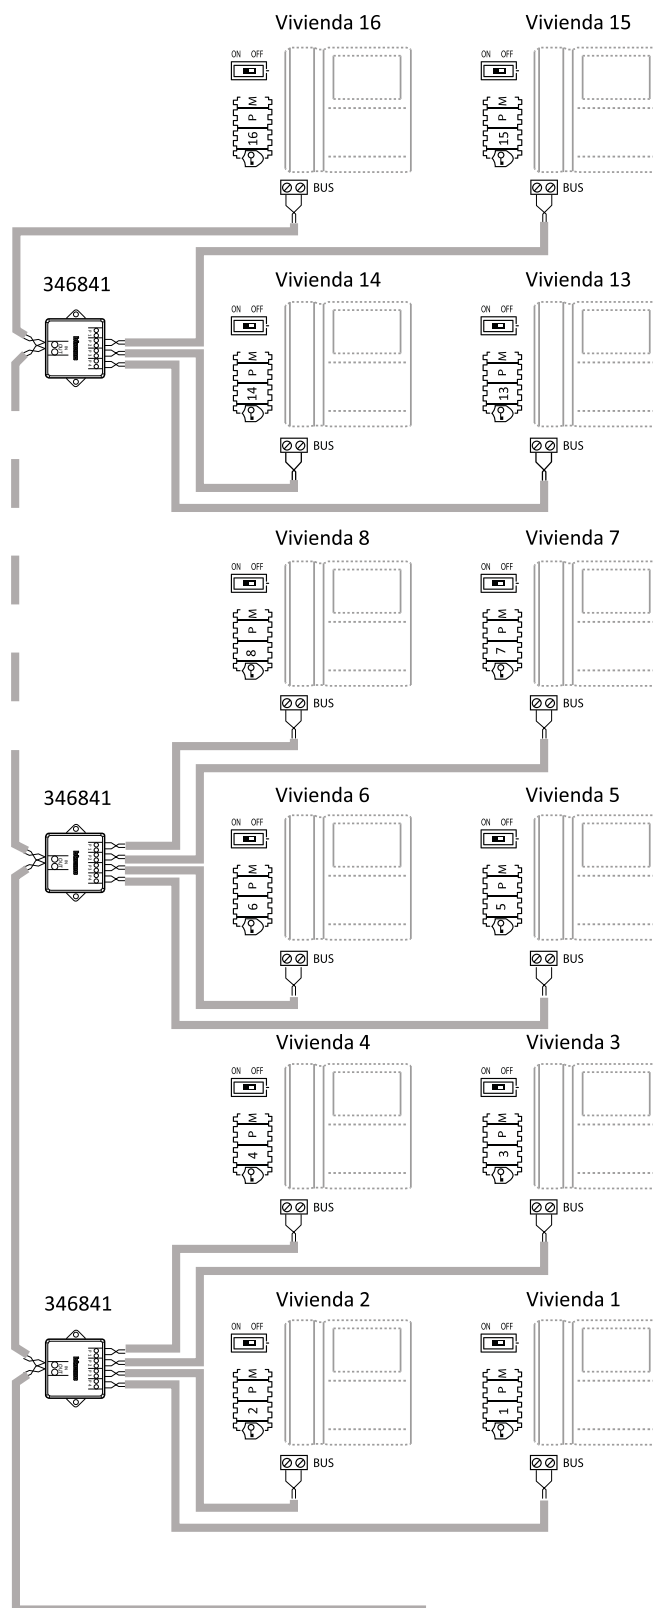 Vivienda 16
Vivienda 15
ON OFF
ON OFF
M
P
16
M
P
15
BUS
BUS
346841
Vivienda 14
Vivienda 13
ON OFF
ON OFF
M
P
14
M
P
13
BUS
BUS
Vivienda 8
Vivienda 7
ON OFF
ON OFF
M
P
8
M
P
7
BUS
BUS
346841
Vivienda 6
Vivienda 5
ON OFF
ON OFF
M
P
6
M
P
5
BUS
BUS
Vivienda 4
Vivienda 3
ON OFF
ON OFF
M
P
4
M
P
3
BUS
BUS
346841
Vivienda 2
Vivienda 1
ON OFF
ON OFF
M
P
2
M
P
1
BUS
BUS